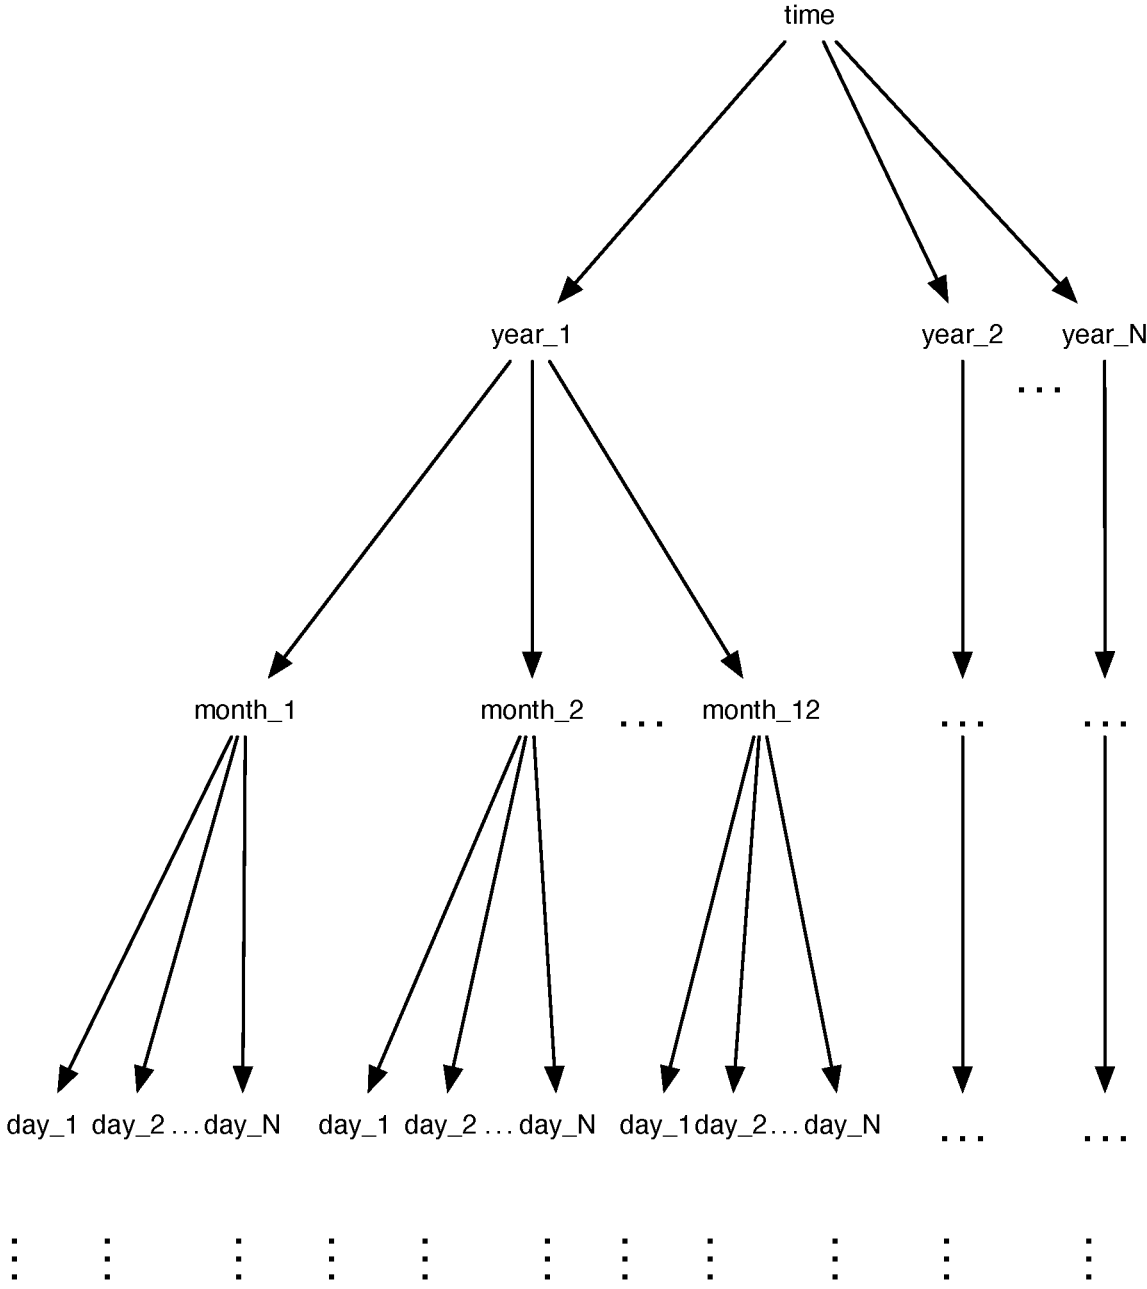 time
year_1 year_2 year_N
...
month_1 month_2 ... month_12 ... ...
day_1 day_2 ... day_N day_1 day_2 ... day_N day_1 day_2 ... day_N ... ...